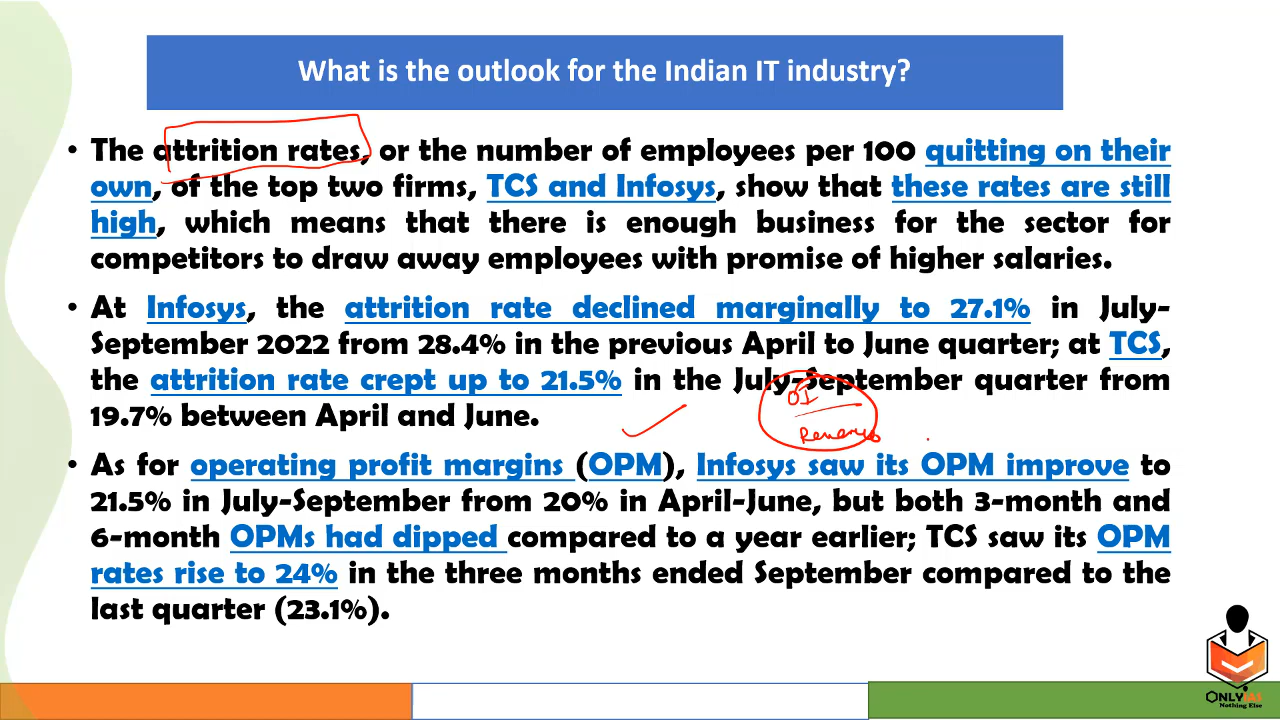 What is the outlook for the Indian IT industry?
• The attrition rates, or the number of employees per 100 quitting on their
own, of the top two firms, TCS and Infosys, show that these rates are still
high, which means that there is enough business for the sector for
competitors to draw away employees with promise of higher salaries.
• At Infosys, the attrition rate declined marginally to 27.1% in July-
September 2022 from 28.4% in the previous April to June quarter; at TCS,
the attrition rate crept up to 21.5% in the July-September quarter from
19.7% between April and June.
OI
• As for operating profit margins (OPM), Infosys saw its OPM improve to
21.5% in July-September from 20% in April-June, but both 3-month and
6-month OPMs had dipped compared to a year earlier; TCS saw its OPM
rates rise to 24% in the three months ended September compared to the
last quarter (23.1%).
ONLYIAS
Nothing Else